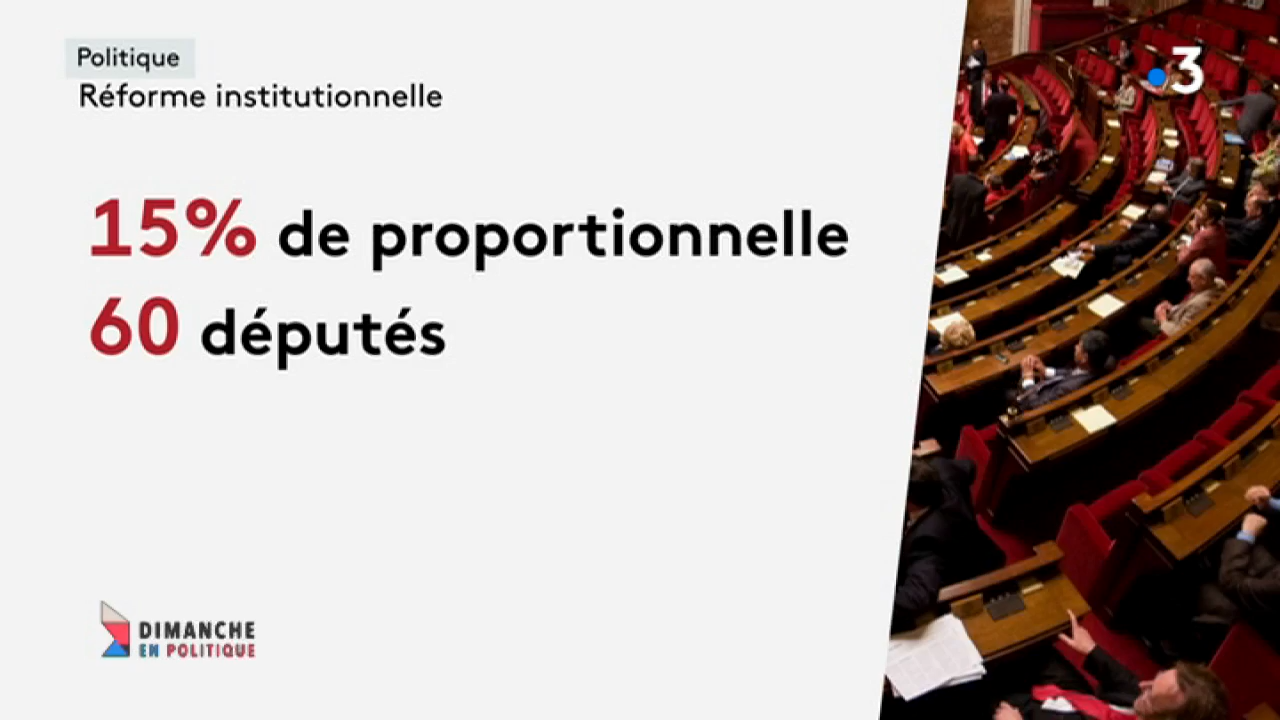 Politique
Réforme institutionnelle
3
15% de proportionnelle
60 députés
DIMANCHE
EN POLITIQUE